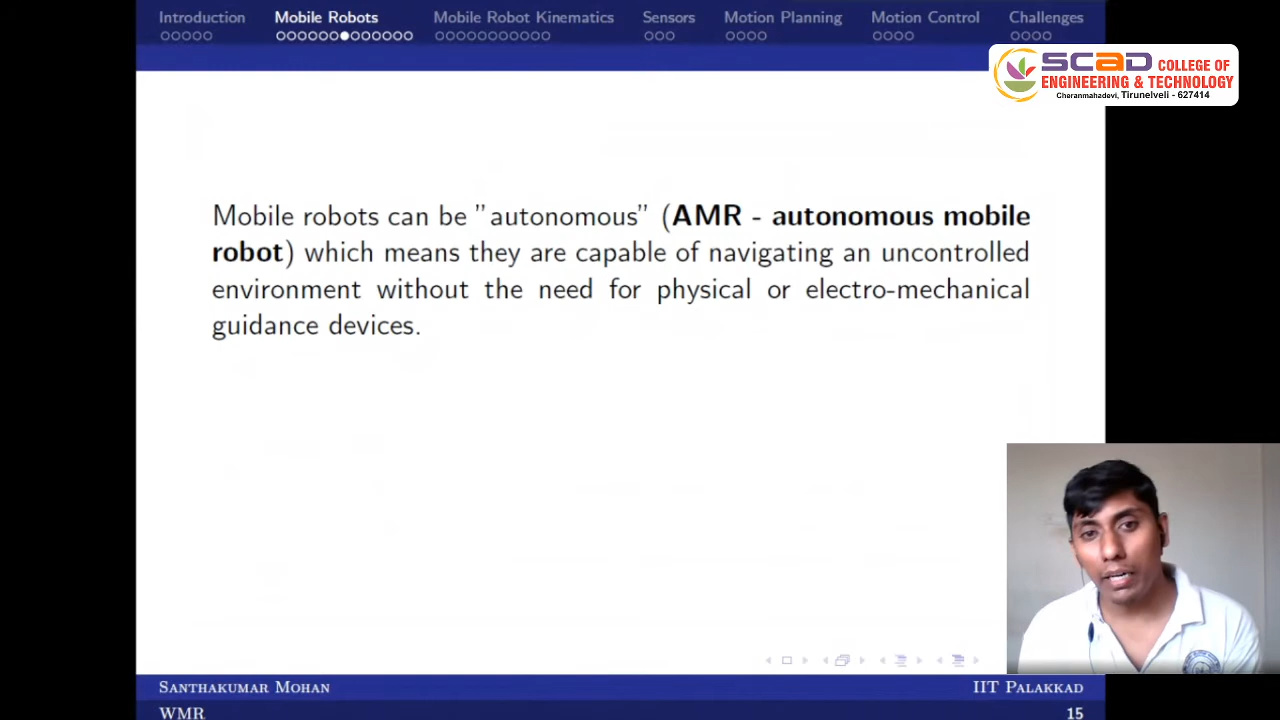 Introduction
Mobile Robots
Mobile Robot Kinematics
Sensors
Motion Planning
Motion Control
Challenges
SCAD COLLEGE OF
ENGINEERING & TECHNOLOGY
Cheranmahadevi, Tirunelveli - 627414
Mobile robots can be ”autonomous” (AMR - autonomous mobile
robot) which means they are capable of navigating an uncontrolled
environment without the need for physical or electro-mechanical
guidance devices.
Santhakumar Mohan
IIT Palakkad
WMR
15